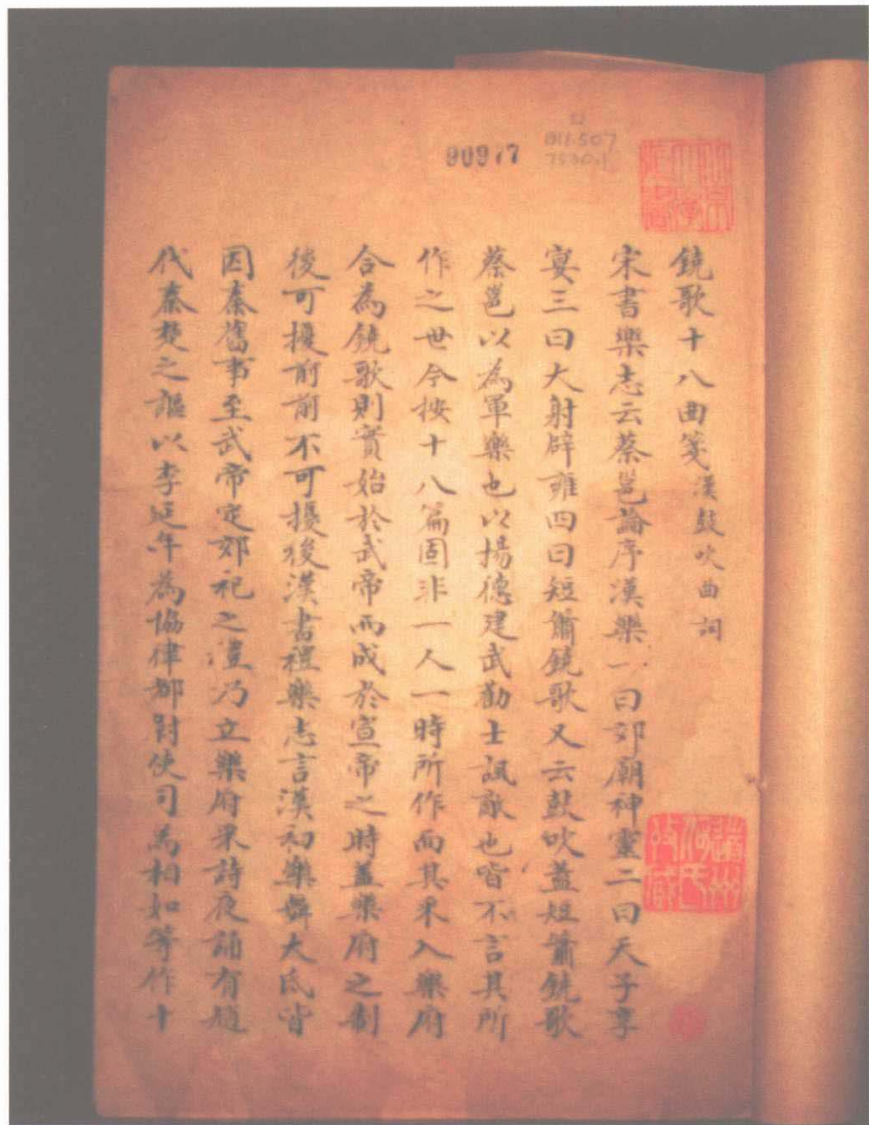 90977
鐃歌十八曲箋 漢鼓吹曲詞
宋書樂志云蔡邕論序漢樂一曰郊廟神靈二曰天子享
宴三曰大射辟雍四曰短簫鐃歌又云鼓吹蓋短簫鐃歌
蔡邕以為軍樂也以揚德建武勸士諷敵也皆不言其所
作之世今按十八篇固非一人一時所作而其采入樂府
合為鐃歌則實始於武帝而成於宣帝之時蓋樂府之制
後可擾前前不可擾後漢書禮樂志言漢初樂舞大氐皆
因秦舊事至武帝定郊祀之禮乃立樂府采詩夜誦有趙
代秦楚之謳以李延年為協律都尉使司馬相如等作十